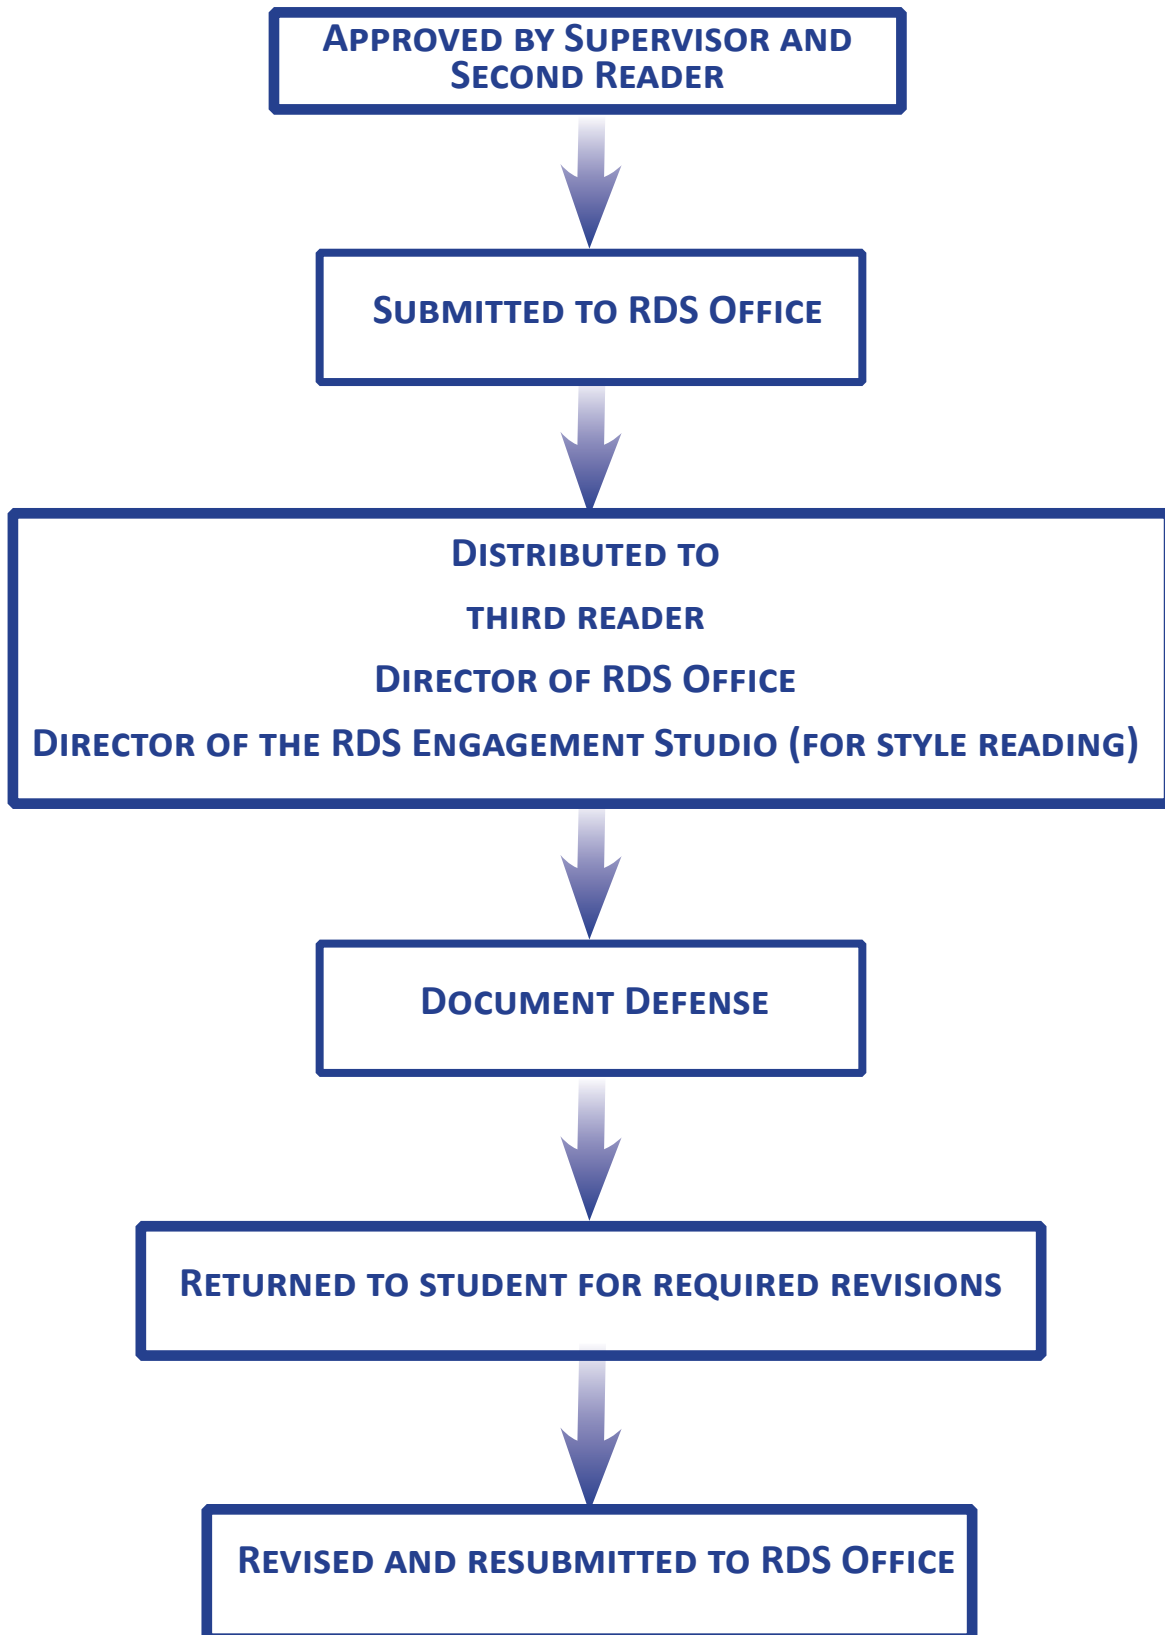 Approved by Supervisor and
Second Reader
Submitted to RDS Office
Distributed to
third reader
Director of RDS Office
Director of the RDS Engagement Studio (for style reading)
Document Defense
Returned to student for required revisions
Revised and resubmitted to RDS Office